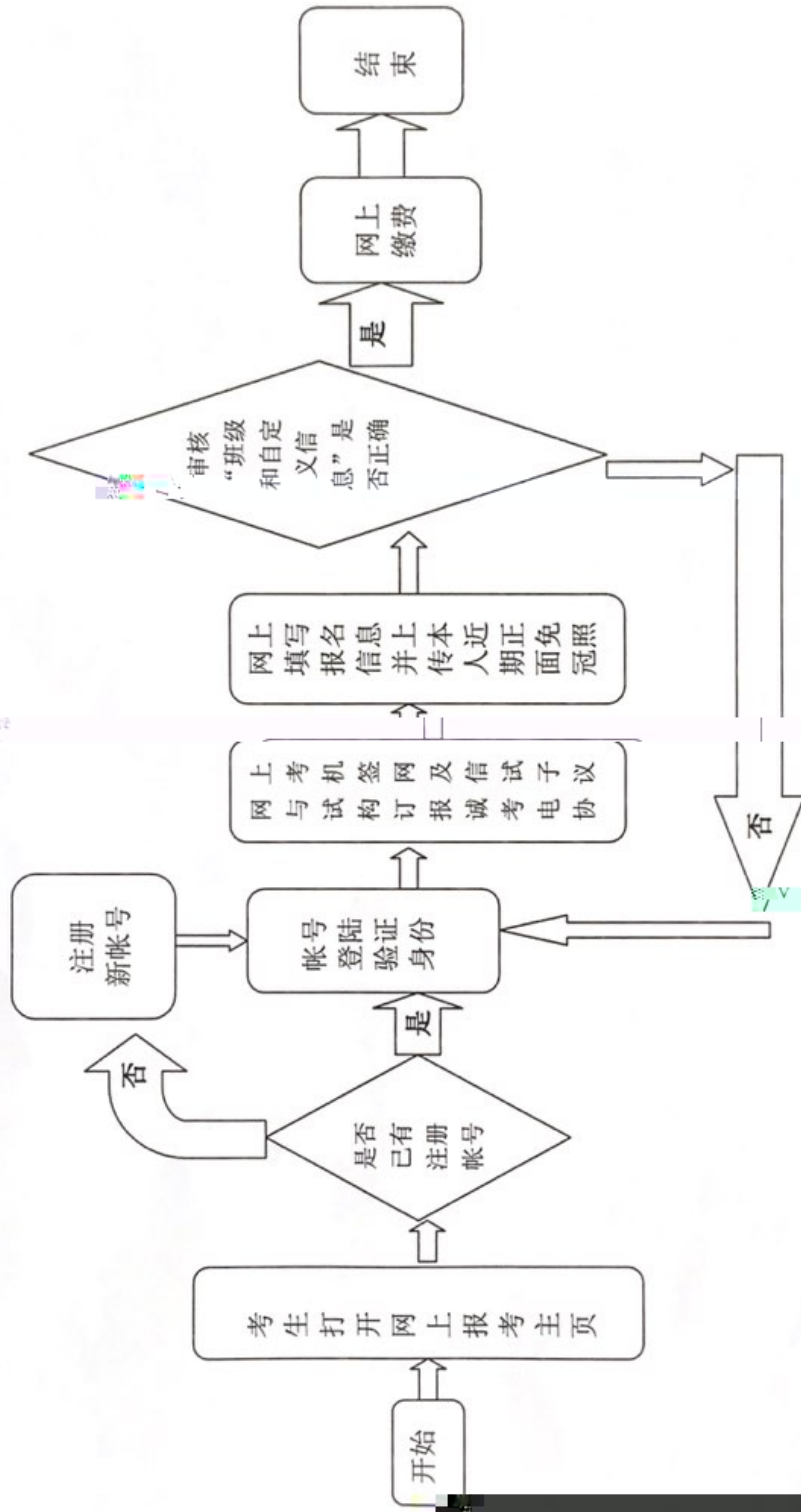 开始
考
生
打
开
网
上
报
考
主
页
是否
已有
注册
帐号
否
注册
新帐号
是
帐号
登陆
验证
身份
网上
与考
试机
构签
订网
报及
诚信
考试
电子
协议
网上
填写
报名
信息
并上
传本
人近
期正
面免
冠照
审核
“班级
和自定
义信
息”是
否正确
否
是
网上
缴费
结
束